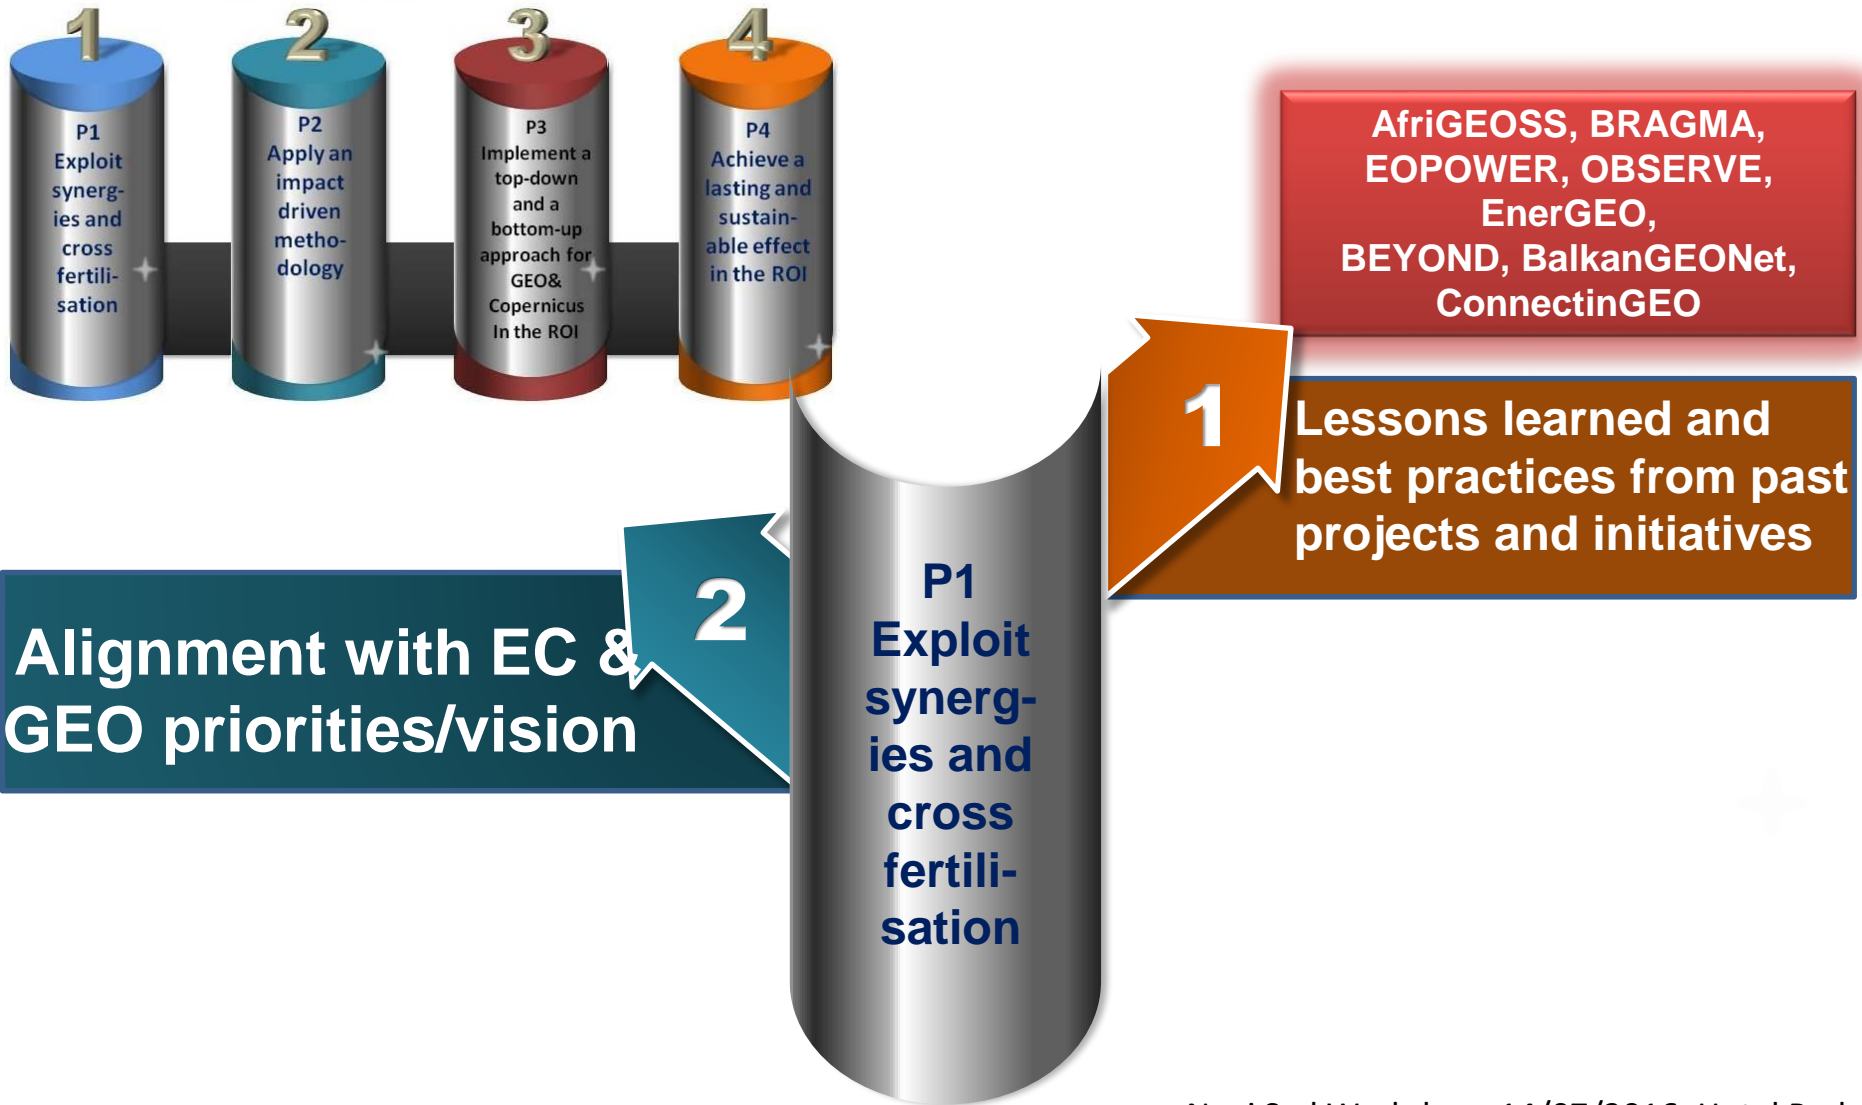 1
P1
Exploit
synerg-
ies and
cross
fertili-
sation
2
P2
Apply an
impact
driven
metho-
dology
3
P3
Implement a
top-down
and a
bottom-up
approach for
GEO&
Copernicus
In the ROI
4
P4
Achieve a
lasting and
sustain-
able effect
in the ROI
AfriGEOSS, BRAGMA,
EOPOWER, OBSERVE,
EnerGEO,
BEYOND, BalkanGEONet,
ConnectinGEO
1
Lessons learned and
best practices from past
projects and initiatives
2
Alignment with EC &
GEO priorities/vision
P1
Exploit
synerg-
ies and
cross
fertili-
sation